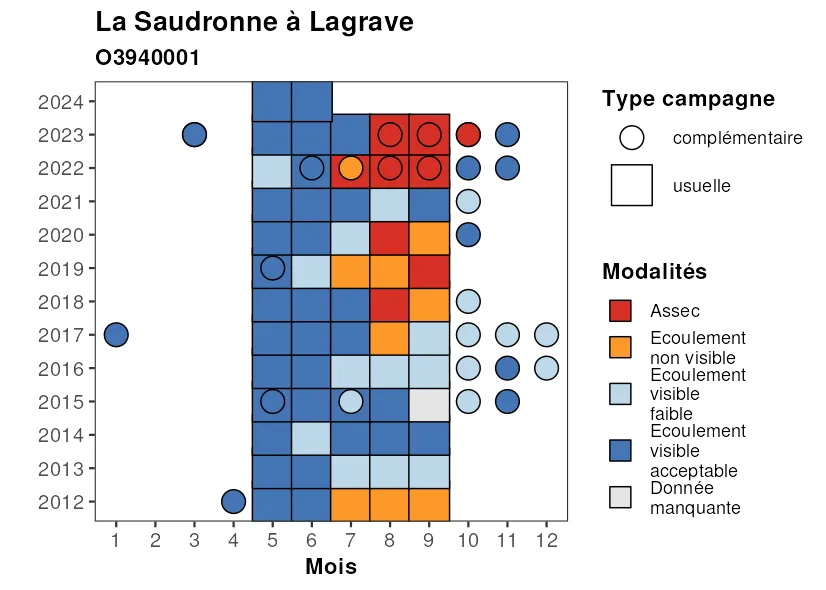 La Saudronne à Lagrave
O3940001
2024
2023
2022
2021
2020
2019
2018
2017
2016
2015
2014
2013
2012
1 2 3 4 5 6 7 8 9 10 11 12
Mois
Type campagne
complémentaire
usuelle
Modalités
Assec
Ecoulement
non visible
Ecoulement
visible
faible
Ecoulement
visible
acceptable
Donnée
manquante